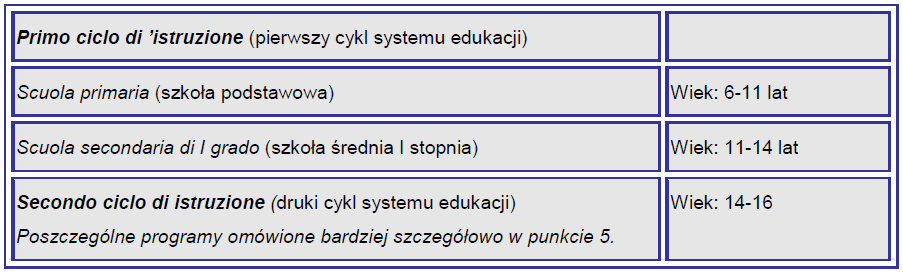 Primo ciclo di ’istruzione (pierwszy cykl systemu edukacji)
Scuola primaria (szkoła podstawowa) Wiek: 6-11 lat
Scuola secondaria di I grado (szkoła średnia I stopnia) Wiek: 11-14 lat
Secondo ciclo di istruzione (druki cykl systemu edukacji) Wiek: 14-16
Poszczególne programy omówione bardziej szczegółowo w punkcie 5.